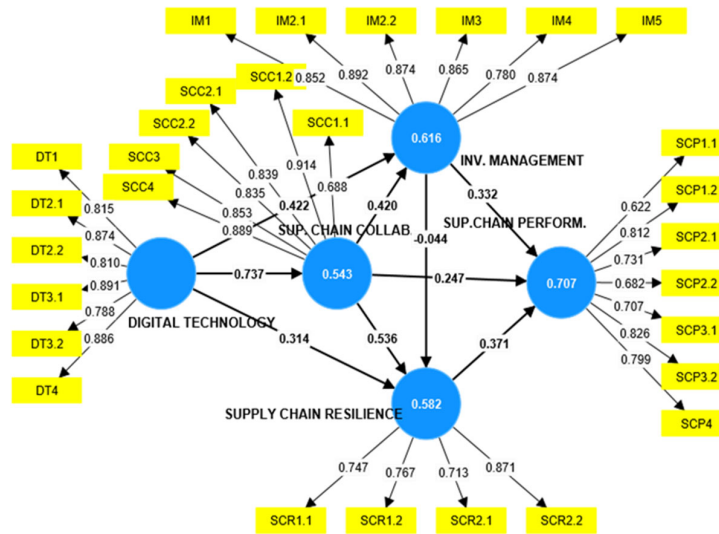 IM1 IM2.1 IM2.2 IM3 IM4 IM5
SCC1.2 0.852 0.892 0.874 0.865 0.780 0.874
SCC2.1
SCC2.2 SCC1.1
0.616
SCP1.1
DT1 SCC3 0.839 0.914 INV. MANAGEMENT
SCC4 0.835 0.688 0.332 SCP1.2
DT2.1 0.815 0.853 0.422 0.420 0.622
0.889 SUP. CHAIN COLLAB. SUP.CHAIN PERFORM. 0.812
0.874 -0.044 SCP2.1
DT2.2 0.810 0.731
0.737 0.543 0.247 0.707 0.682 SCP2.2
DT3.1 0.891
0.788 0.707 SCP3.1
DIGITAL TECHNOLOGY 0.826
DT3.2 0.886 0.314 0.536 0.371 0.799
SCP3.2
DT4
0.582
SUPPLY CHAIN RESILIENCE SCP4
0.747 0.767 0.713 0.871
SCR1.1 SCR1.2 SCR2.1 SCR2.2